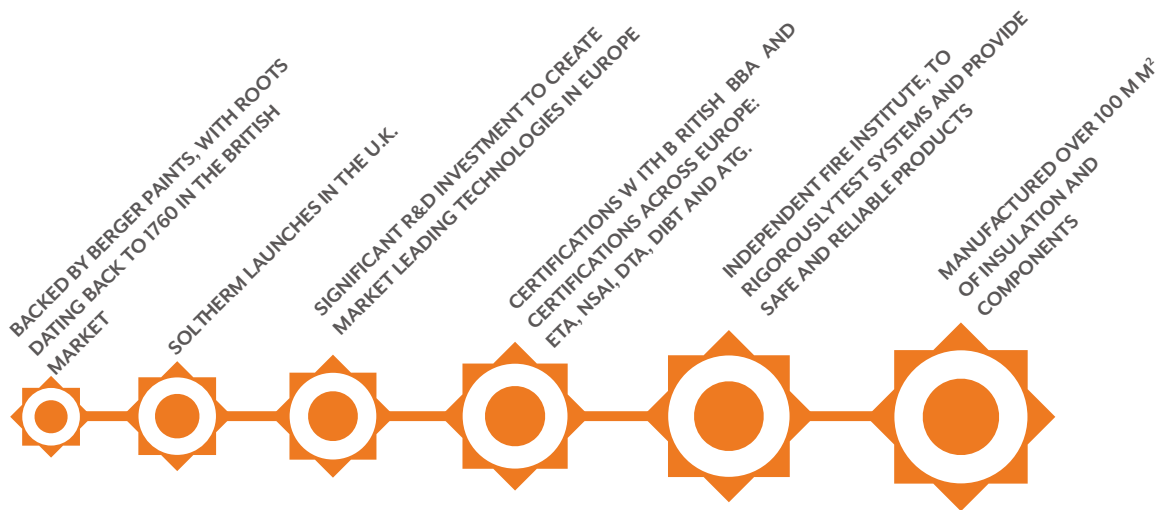 BACKED BY BERGER PAINTS, WITH ROOTS
DATING BACK TO 1760 IN THE BRITISH
MARKET
SOLTHERM LAUNCHES IN THE U.K.
SIGNIFICANT R&D INVESTMENT TO CREATE
MARKET LEADING TECHNOLOGIES IN EUROPE
CERTIFICATIONS W ITH B RITISH BBA AND
CERTIFICATIONS ACROSS EUROPE:
ETA, NSAI, DTA, DIBT AND ATG.
INDEPENDENT FIRE INSTITUTE, TO
RIGOROUSLY TEST SYSTEMS AND PROVIDE
SAFE AND RELIABLE PRODUCTS
MANUFACTURED OVER 100 M M²
OF INSULATION AND
COMPONENTS